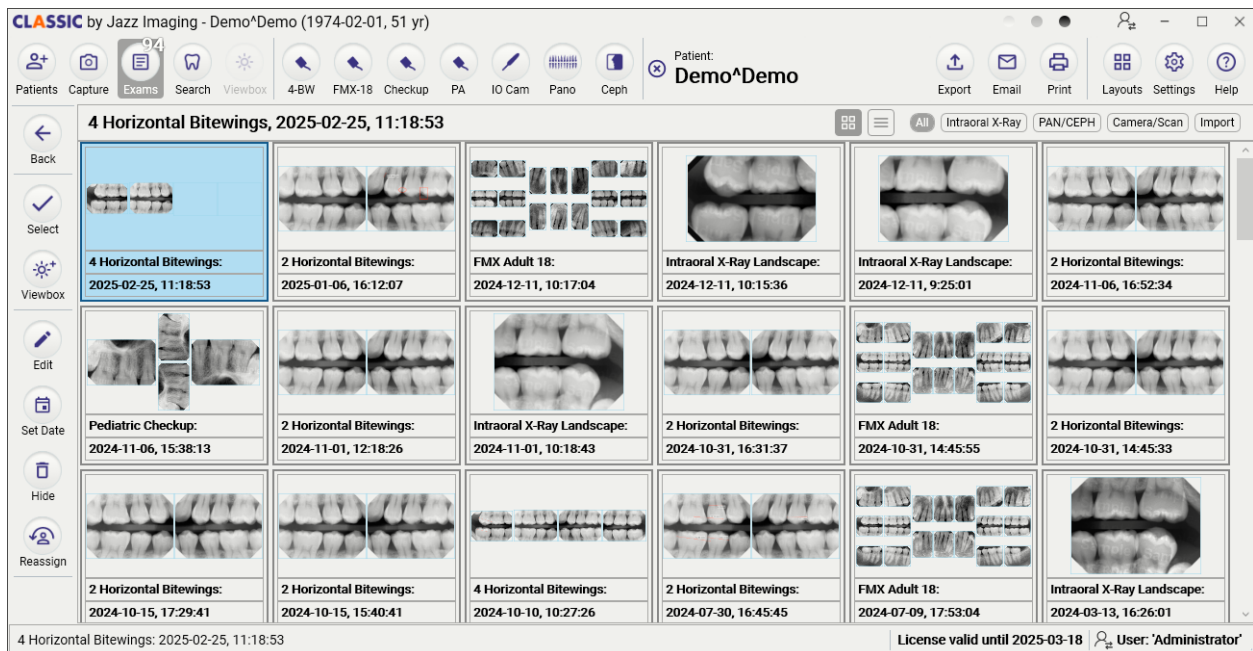 CLASSIC by Jazz Imaging - Demo^Demo (1974-02-01, 51 yr)
94
Patients Capture Exams Search Viewbox 4-BW FMX-18 Checkup PA IO Cam Pano Ceph
Patient:
Demo^Demo
Export Email Print Layouts Settings Help
Back
4 Horizontal Bitewings, 2025-02-25, 11:18:53
All Intraoral X-Ray PAN/CEPH Camera/Scan Import
Select
Viewbox
Edit
Set Date
Hide
Reassign
4 Horizontal Bitewings: 2 Horizontal Bitewings: FMX Adult 18: Intraoral X-Ray Landscape: Intraoral X-Ray Landscape: 2 Horizontal Bitewings:
2025-02-25, 11:18:53 2025-01-06, 16:12:07 2024-12-11, 10:17:04 2024-12-11, 10:15:36 2024-12-11, 9:25:01 2024-11-06, 16:52:34
Pediatric Checkup: 2 Horizontal Bitewings: Intraoral X-Ray Landscape: 2 Horizontal Bitewings: FMX Adult 18: 2 Horizontal Bitewings:
2024-11-06, 15:38:13 2024-11-01, 12:18:26 2024-11-01, 10:18:43 2024-10-31, 16:31:37 2024-10-31, 14:45:55 2024-10-31, 14:45:33
2 Horizontal Bitewings: 2 Horizontal Bitewings: 4 Horizontal Bitewings: 2 Horizontal Bitewings: FMX Adult 18: Intraoral X-Ray Landscape:
2024-10-15, 17:29:41 2024-10-15, 15:40:41 2024-10-10, 10:27:26 2024-07-30, 16:45:45 2024-07-09, 17:53:04 2024-03-13, 16:26:01
4 Horizontal Bitewings: 2025-02-25, 11:18:53
License valid until 2025-03-18 User: 'Administrator'